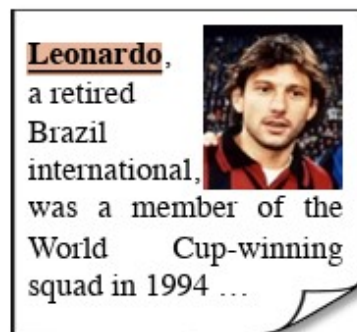 Leonardo,
a retired
Brazil
international,
was a member of the
World Cup-winning
squad in 1994 ...